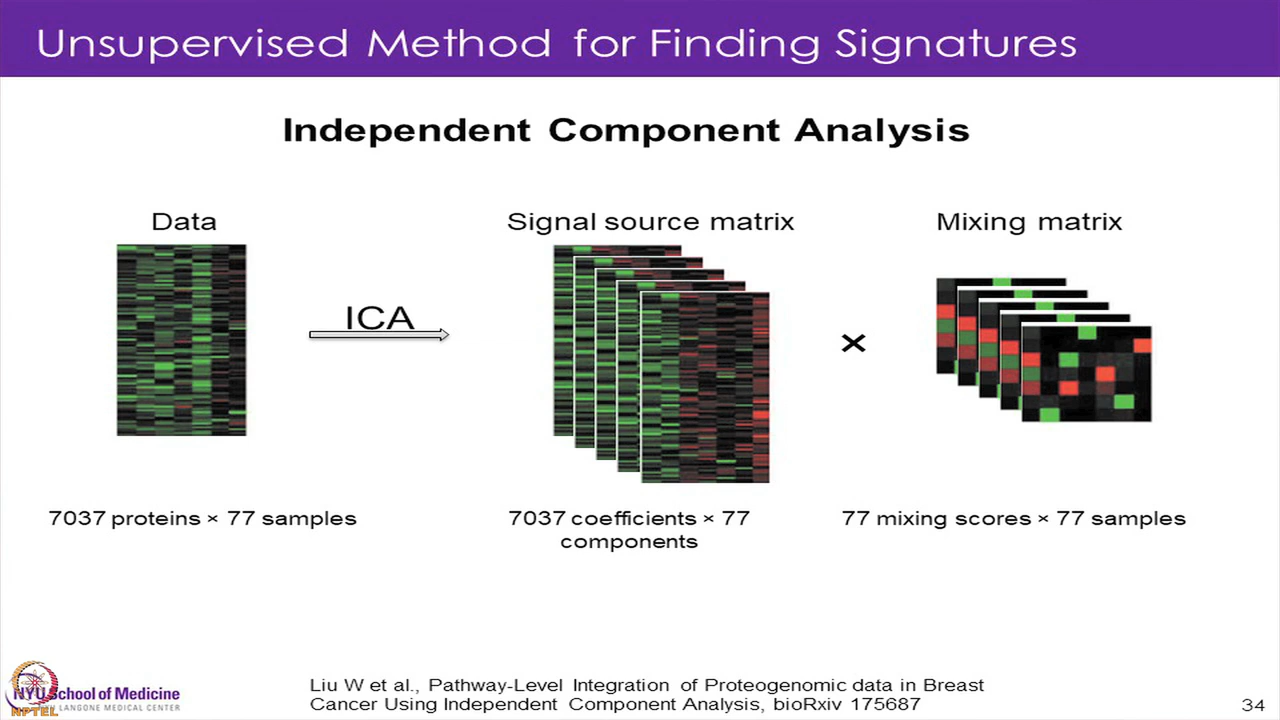 Unsupervised Method for Finding Signatures
Independent Component Analysis
Data
Signal source matrix
Mixing matrix
ICA
×
7037 proteins × 77 samples
7037 coefficients × 77
components
77 mixing scores × 77 samples
Liu W et al., Pathway-Level Integration of Proteogenomic data in Breast
Cancer Using Independent Component Analysis, bioRxiv 175687
NYU School of Medicine
LANGONE MEDICAL CENTER
NPTEL
34